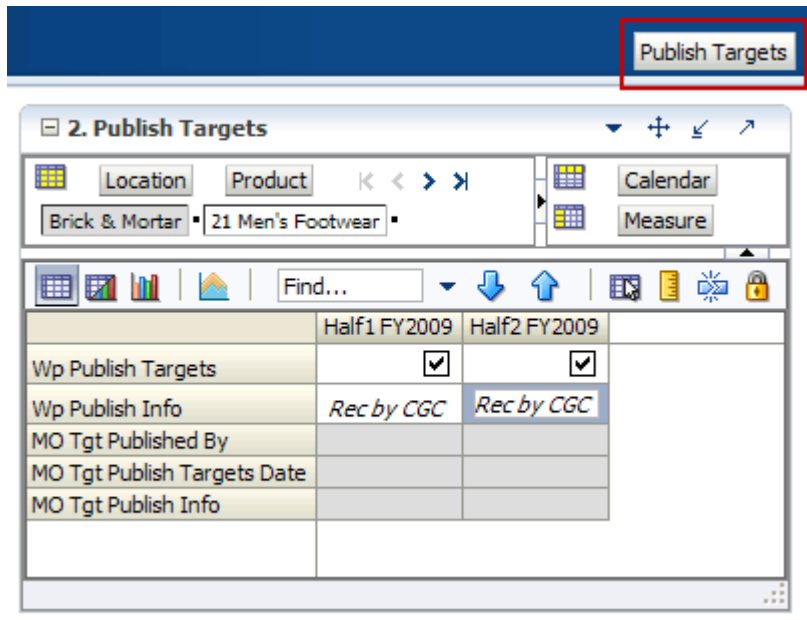 Publish Targets
2. Publish Targets
Location Product Calendar
Brick & Mortar 21 Men's Footwear Measure
Find...
Half1 FY2009 Half2 FY2009
Wp Publish Targets
Wp Publish Info Rec by CGC Rec by CGC
MO Tgt Published By
MO Tgt Publish Targets Date
MO Tgt Publish Info